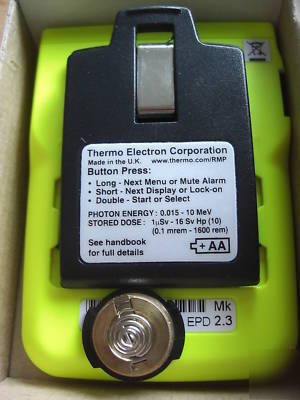 Thermo Electron Corporation
Made in the U.K. www.thermo.com/RMP
Button Press:
• Long - Next Menu or Mute Alarm
• Short - Next Display or Lock-on
• Double - Start or Select
PHOTON ENERGY : 0.015 - 10 MeV
STORED DOSE : 1µSv - 16 Sv Hp (10)
(0.1 mrem - 1600 rem)
See handbook
for full details
+ AA
Mk
EPD 2.3